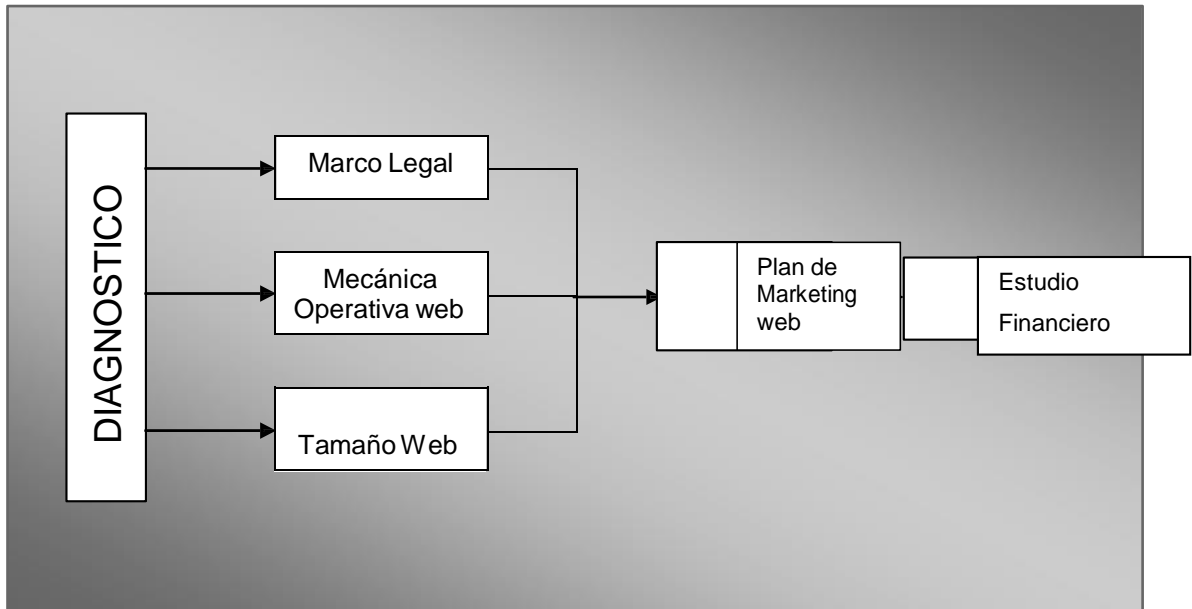 DIAGNOSTICO
Marco Legal
Mecánica
Operativa web
Tamaño Web
Plan de
Marketing
web
Estudio
Financiero